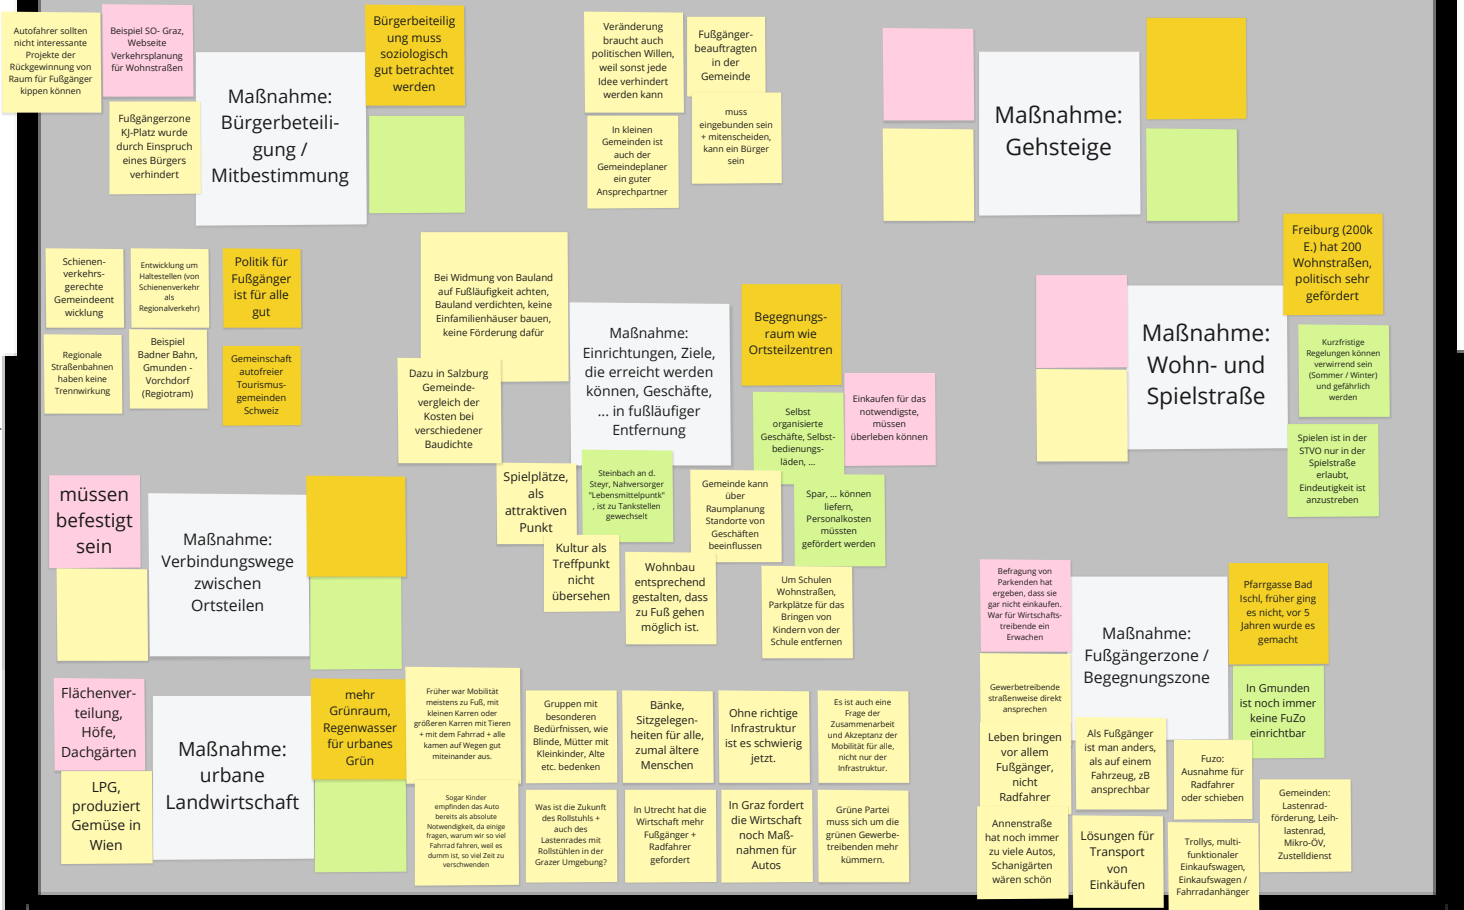 Autofahrer sollten
nicht interessante
Projekte der
Rückgewinnung von
Raum für Fußgänger
kippen können
Beispiel SO- Graz,
Webseite
Verkehrsplanung
für Wohnstraßen
Fußgängerzone
KJ-Platz wurde
durch Einspruch
eines Bürgers
verhindert
Maßnahme:
Bürgerbeteili-
gung /
Mitbestimmung
Bürgerbeiteilig
ung muss
soziologisch
gut betrachtet
werden
Veränderung
braucht auch
politischen Willen,
weil sonst jede
Idee verhindert
werden kann
Fußgänger-
beauftragten
in der
Gemeinde
In kleinen
Gemeinden ist
auch der
Gemeindeplaner
ein guter
Ansprechpartner
muss
eingebunden sein
+ mitenscheiden,
kann ein Bürger
sein
Maßnahme:
Gehsteige
Schienen-
verkehrs-
gerechte
Gemeindeent
wicklung
Entwicklung um
Haltestellen (von
Schienenverkehr
als
Regionalverkehr)
Politik für
Fußgänger
ist für alle
gut
Regionale
Straßenbahnen
haben keine
Trennwirkung
Beispiel
Badner Bahn,
Gmunden -
Vorchdorf
(Regiotram)
Gemeinschaft
autofreier
Tourismus-
gemeinden
Schweiz
Bei Widmung von Bauland
auf Fußläufigkeit achten,
Bauland verdichten, keine
Einfamilienhäuser bauen,
keine Förderung dafür
Dazu in Salzburg
Gemeinde-
vergleich der
Kosten bei
verschiedener
Baudichte
Maßnahme:
Einrichtungen, Ziele,
die erreicht werden
können, Geschäfte,
... in fußläufiger
Entfernung
Begegnungs-
raum wie
Ortsteilzentren
Selbst
organisierte
Geschäfte, Selbst-
bedienungs-
läden, ...
Einkaufen für das
notwendigste,
müssen
überleben können
Spielplätze,
als
attraktiven
Punkt
Steinbach an d.
Steyr, Nahversorger
"Lebensmittelpuntk"
, ist zu Tankstellen
gewechselt
Gemeinde kann
über
Raumplanung
Standorte von
Geschäften
beeinflussen
Spar, ... können
liefern,
Personalkosten
müssten
gefördert werden
Kultur als
Treffpunkt
nicht
übersehen
Wohnbau
entsprechend
gestalten, dass
zu Fuß gehen
möglich ist.
Um Schulen
Wohnstraßen,
Parkplätze für das
Bringen von
Kindern von der
Schule entfernen
Maßnahme:
Wohn- und
Spielstraße
Freiburg (200k
E.) hat 200
Wohnstraßen,
politisch sehr
gefördert
Kurzfristige
Regelungen können
verwirrend sein
(Sommer / Winter)
und gefährlich
werden
Spielen ist in der
STVO nur in der
Spielstraße
erlaubt,
Eindeutigkeit ist
anzustreben
müssen
befestigt
sein
Maßnahme:
Verbindungswege
zwischen
Ortsteilen
Flächenver-
teilung,
Höfe,
Dachgärten
LPG,
produziert
Gemüse in
Wien
Maßnahme:
urbane
Landwirtschaft
mehr
Grünraum,
Regenwasser
für urbanes
Grün
Früher war Mobilität
meistens zu Fuß, mit
kleinen Karren oder
größeren Karren mit Tieren
+ mit dem Fahrrad + alle
kamen auf Wegen gut
miteinander aus.
Gruppen mit
besonderen
Bedürfnissen, wie
Blinde, Mütter mit
Kleinkinder, Alte
etc. bedenken
Bänke,
Sitzgelegen-
heiten für alle,
zumal ältere
Menschen
Ohne richtige
Infrastruktur
ist es schwierig
jetzt.
Es ist auch eine
Frage der
Zusammenarbeit
und Akzeptanz der
Mobilität für alle,
nicht nur der
Infrastruktur.
Sogar Kinder
empfinden das Auto
bereits als absolute
Notwendigkeit, da einige
fragen, warum wir so viel
Fahrrad fahren, weil es
dumm ist, so viel Zeit zu
verschwenden
Was ist die Zukunft
des Rollstuhls +
auch des
Lastenrades mit
Rollstühlen in der
Grazer Umgebung?
In Utrecht hat die
Wirtschaft mehr
Fußgänger +
Radfahrer
gefordert
In Graz fordert
die Wirtschaft
noch Maß-
nahmen für
Autos
Grüne Partei
muss sich um die
grünen Gewerbe-
treibenden mehr
kümmern.
Befragung von
Parkenden hat
ergeben, dass sie
gar nicht einkaufen.
War für Wirtschafts-
treibende ein
Erwachen
Maßnahme:
Fußgängerzone /
Begegnungszone
Pfarrgasse Bad
Ischl, früher ging
es nicht, vor 5
Jahren wurde es
gemacht
Gewerbetreibende
straßenweise direkt
ansprechen
In Gmunden
ist noch immer
keine FuZo
einrichtbar
Leben bringen
vor allem
Fußgänger,
nicht
Radfahrer
Als Fußgänger
ist man anders,
als auf einem
Fahrzeug, zB
ansprechbar
Fuzo:
Ausnahme für
Radfahrer
oder schieben
Gemeinden:
Lastenrad-
förderung, Leih-
lastenrad,
Mikro-ÖV,
Zustelldienst
Annenstraße
hat noch immer
zu viele Autos,
Schanigärten
wären schön
Lösungen für
Transport
von
Einkäufen
Trollys, multi-
funktionaler
Einkaufswagen,
Einkaufswagen /
Fahrradanhänger